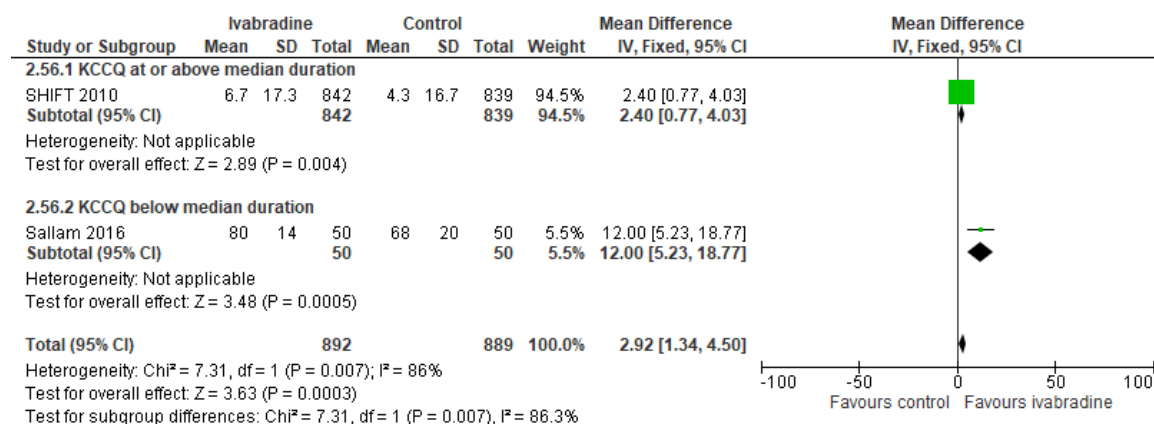 Ivabradine Control Mean Difference Mean Difference
Study or Subgroup Mean SD Total Mean SD Total Weight IV, Fixed, 95% CI IV, Fixed, 95% CI
2.56.1 KCCQ at or above median duration
SHIFT 2010 6.7 17.3 842 4.3 16.7 839 94.5% 2.40 [0.77, 4.03]
Subtotal (95% CI) 842 839 94.5% 2.40 [0.77, 4.03]
Heterogeneity: Not applicable
Test for overall effect: Z = 2.89 (P = 0.004)
2.56.2 KCCQ below median duration
Sallam 2016 80 14 50 68 20 50 5.5% 12.00 [5.23, 18.77]
Subtotal (95% CI) 50 50 5.5% 12.00 [5.23, 18.77]
Heterogeneity: Not applicable
Test for overall effect: Z = 3.48 (P = 0.0005)
Total (95% CI) 892 889 100.0% 2.92 [1.34, 4.50]
Heterogeneity: Chi² = 7.31, df = 1 (P = 0.007); I² = 86%
Test for overall effect: Z = 3.63 (P = 0.0003)
Test for subgroup differences: Chi² = 7.31, df = 1 (P = 0.007), I² = 86.3%
-100 -50 0 50 100
Favours control Favours ivabradine